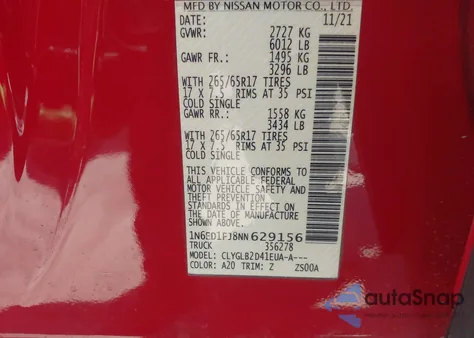 MFD BY NISSAN MOTOR CO., LTD.
DATE: 11/21
GVWR: 2727 KG
6012 LB
GAWR FR.: 1495 KG
3296 LB
WITH 265/65R17 TIRES
17 X 7.5 RIMS AT 35 PSI
COLD SINGLE
GAWR RR.: 1558 KG
3434 LB
WITH 265/65R17 TIRES
17 X 7.5 RIMS AT 35 PSI
COLD SINGLE
THIS VEHICLE CONFORMS TO
ALL APPLICABLE FEDERAL
MOTOR VEHICLE SAFETY AND
THEFT PREVENTION
STANDARDS IN EFFECT ON
THE DATE OF MANUFACTURE
SHOWN ABOVE.
1N6ED1FJ8NN629156
TRUCK 356278
MODEL: CLYGLB2D41EUA-A---
COLOR: A20 TRIM: Z ZS00A
autoSnap